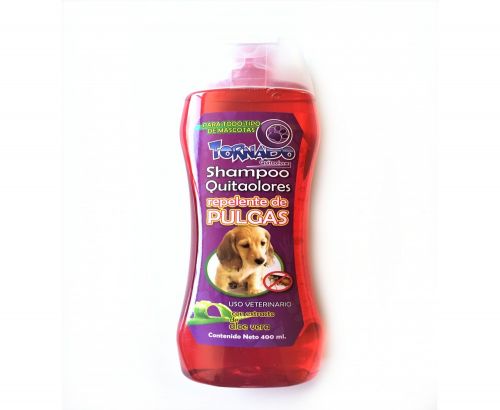 PARA TODO TIPO
DE MASCOTAS
TORNADO
Quitaolores
Shampoo
Quitaolores
repelente de
PULGAS
USO VETERINARIO
con extracto
de
aloe vera
Contenido Neto 400 ml.